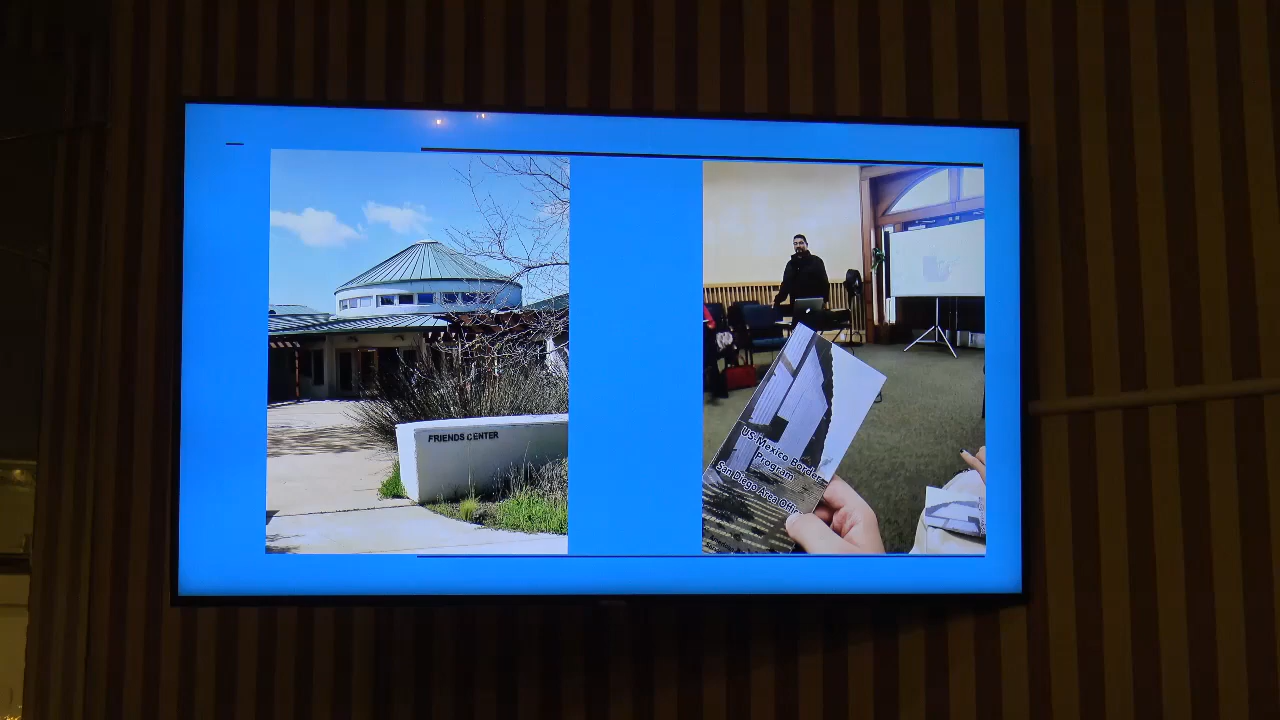 FRIENDS CENTER
US-Mexico Border
Program
San Diego Area Office